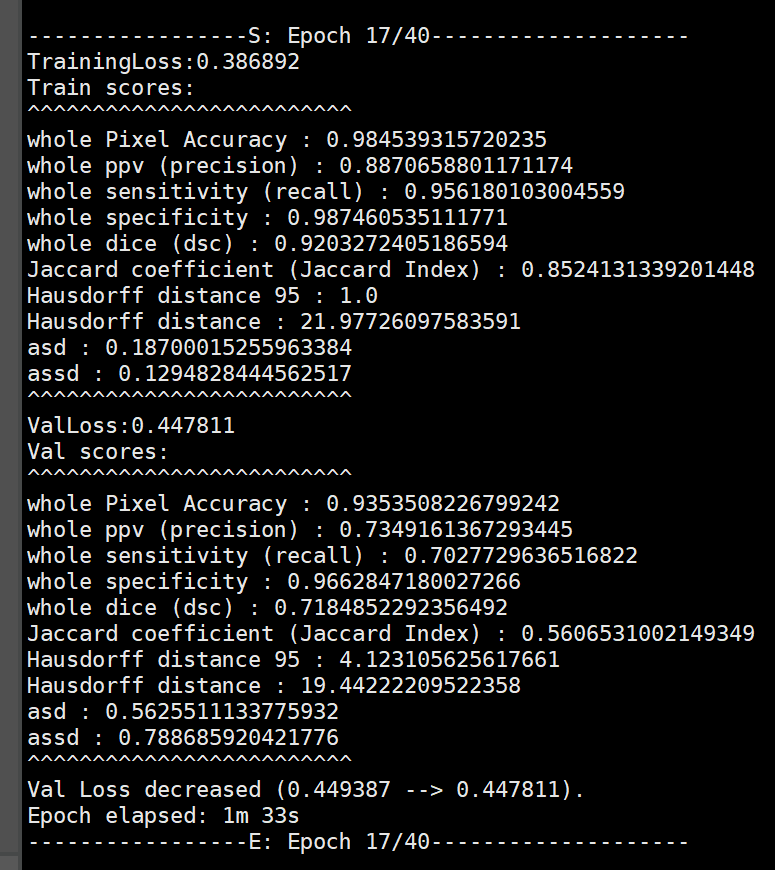 -----------------S: Epoch 17/40--------------------
TrainingLoss:0.386892
Train scores:
^^^^^^^^^^^^^^^^^^^^^^^^^
whole Pixel Accuracy : 0.984539315720235
whole ppv (precision) : 0.8870658801171174
whole sensitivity (recall) : 0.956180103004559
whole specificity : 0.987460535111771
whole dice (dsc) : 0.9203272405186594
Jaccard coefficient (Jaccard Index) : 0.8524131339201448
Hausdorff distance 95 : 1.0
Hausdorff distance : 21.97726097583591
asd : 0.18700015255963384
assd : 0.1294828444562517
^^^^^^^^^^^^^^^^^^^^^^^^^
ValLoss:0.447811
Val scores:
^^^^^^^^^^^^^^^^^^^^^^^^^
whole Pixel Accuracy : 0.9353508226799242
whole ppv (precision) : 0.7349161367293445
whole sensitivity (recall) : 0.7027729636516822
whole specificity : 0.9662847180027266
whole dice (dsc) : 0.7184852292356492
Jaccard coefficient (Jaccard Index) : 0.5606531002149349
Hausdorff distance 95 : 4.123105625617661
Hausdorff distance : 19.44222209522358
asd : 0.5625511133775932
assd : 0.788685920421776
^^^^^^^^^^^^^^^^^^^^^^^^^
Val Loss decreased (0.449387 --> 0.447811).
Epoch elapsed: 1m 33s
-----------------E: Epoch 17/40--------------------